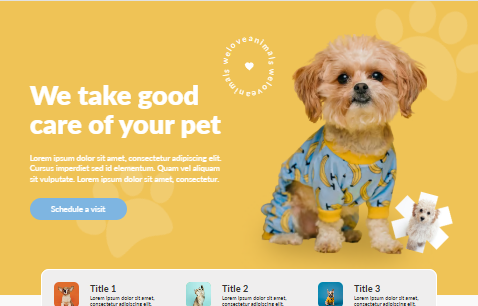 weloveanimals weloveanimals
We take good
care of your pet
Lorem ipsum dolor sit amet, consectetur adipiscing elit.
Cursus imperdiet sed id elementum. Quam vel aliquam
sit vulputate. Lorem ipsum dolor sit amet, consectetur.
Schedule a visit
Title 1
Lorem ipsum dolor sit amet,
consectetur adipiscing elit.
Title 2
Lorem ipsum dolor sit amet,
consectetur adipiscing elit.
Title 3
Lorem ipsum dolor sit amet,
consectetur adipiscing elit.